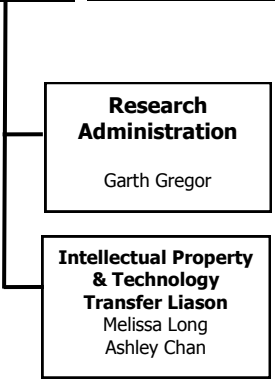 Research
Administration
Garth Gregor
Intellectual Property
& Technology
Transfer Liason
Melissa Long
Ashley Chan